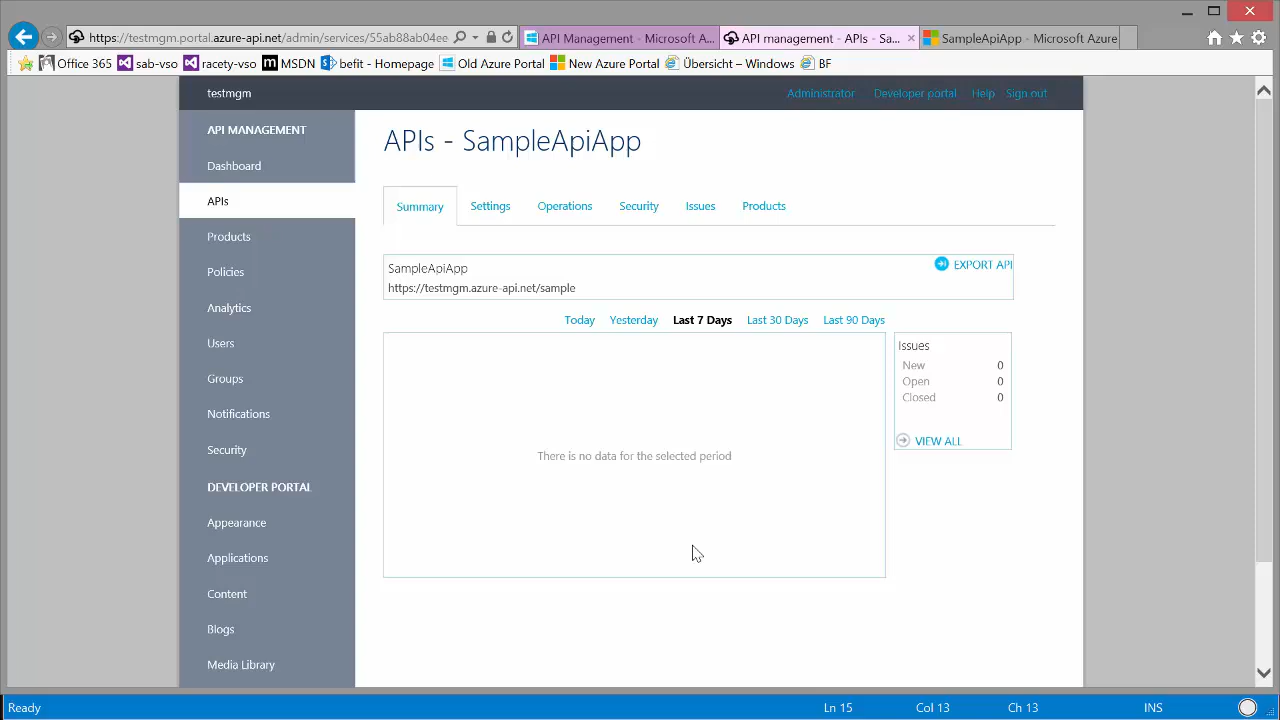 https://testmgm.portal.azure-api.net/admin/services/55ab88ab04ee
API Management - Microsoft A...
API management - APIs - Sa...
SampleApiApp - Microsoft Azure
Office 365
sab-vso
racety-vso
MSDN
befit - Homepage
Old Azure Portal
New Azure Portal
Übersicht – Windows
BF
testmgm
Administrator
Developer portal
Help
Sign out
API MANAGEMENT
Dashboard
APIs
Products
Policies
Analytics
Users
Groups
Notifications
Security
DEVELOPER PORTAL
Appearance
Applications
Content
Blogs
Media Library
APIs - SampleApiApp
Summary
Settings
Operations
Security
Issues
Products
SampleApiApp
https://testmgm.azure-api.net/sample
EXPORT API
Today
Yesterday
Last 7 Days
Last 30 Days
Last 90 Days
There is no data for the selected period
Issues
New 0
Open 0
Closed 0
VIEW ALL
Ready
Ln 15
Col 13
Ch 13
INS